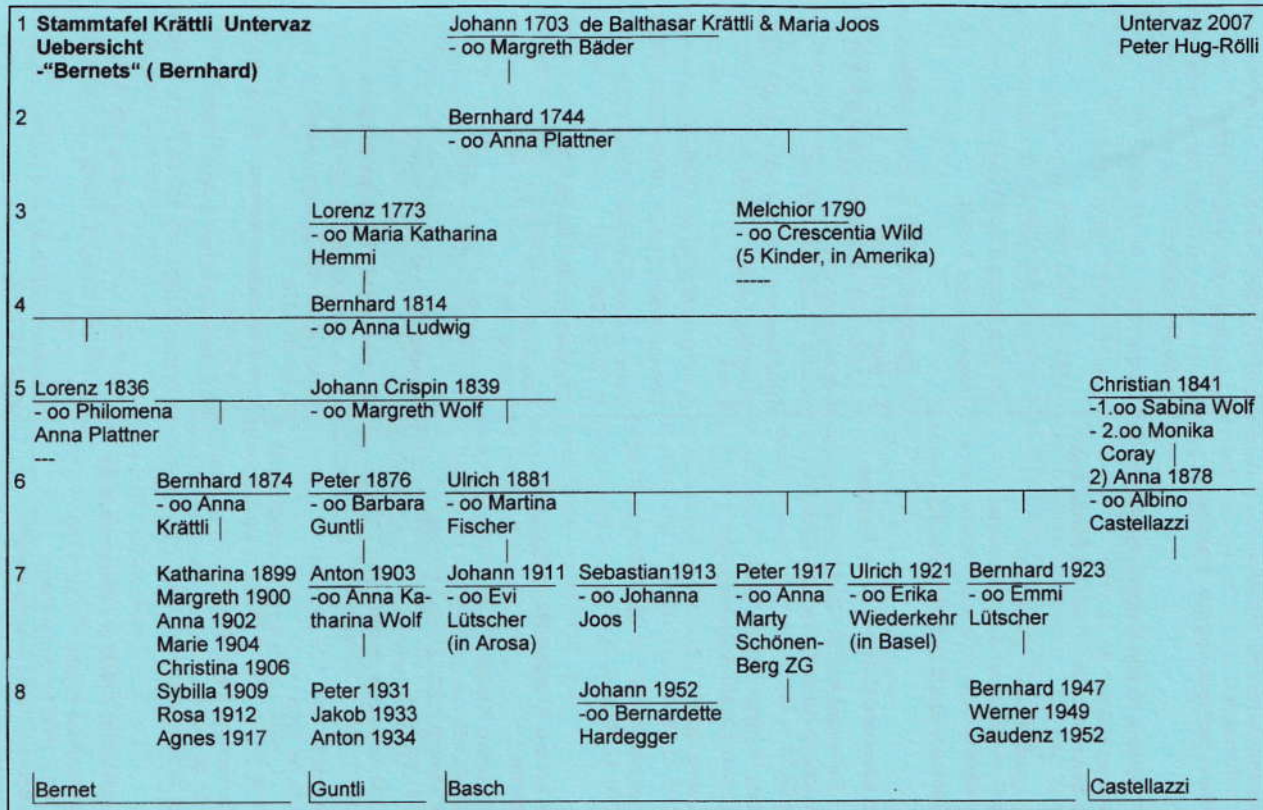 1 Stammtafel Krättli Untervaz
Uebersicht
-“Bernets“ ( Bernhard)
Johann 1703 de Balthasar Krättli & Maria Joos
- oo Margreth Bäder
Untervaz 2007
Peter Hug-Rölli
2
Bernhard 1744
- oo Anna Plattner
3
Lorenz 1773
- oo Maria Katharina
Hemmi
Melchior 1790
- oo Crescentia Wild
(5 Kinder, in Amerika)
-----
4
Bernhard 1814
- oo Anna Ludwig
5 Lorenz 1836
- oo Philomena
Anna Plattner
---
Johann Crispin 1839
- oo Margreth Wolf
Christian 1841
-1.oo Sabina Wolf
- 2.oo Monika
Coray
6
Bernhard 1874
- oo Anna
Krättli
Peter 1876
- oo Barbara
Guntli
Ulrich 1881
- oo Martina
Fischer
2) Anna 1878
- oo Albino
Castellazzi
7
Katharina 1899
Margreth 1900
Anna 1902
Marie 1904
Christina 1906
Anton 1903
-oo Anna Ka-
tharina Wolf
Johann 1911
- oo Evi
Lütscher
(in Arosa)
Sebastian1913
- oo Johanna
Joos
Peter 1917
- oo Anna
Marty
Schönen-
Berg ZG
Ulrich 1921
- oo Erika
Wiederkehr
(in Basel)
Bernhard 1923
- oo Emmi
Lütscher
8
Sybilla 1909
Rosa 1912
Agnes 1917
Peter 1931
Jakob 1933
Anton 1934
Johann 1952
-oo Bernardette
Hardegger
Bernhard 1947
Werner 1949
Gaudenz 1952
Bernet
Guntli
Basch
Castellazzi